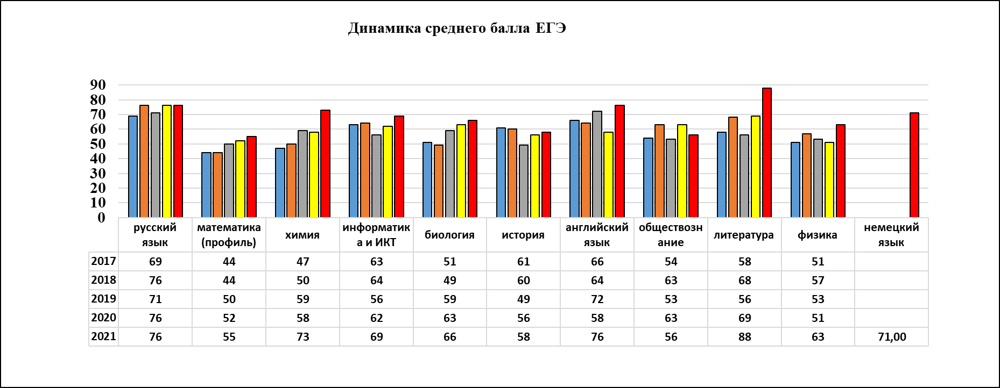 Динамика среднего балла ЕГЭ
90
80
70
60
50
40
30
20
10
0
русский язык
математика (профиль)
химия
информатик а и ИКТ
биология
история
английский язык
обществозн ание
литература
физика
немецкий язык
2017 69 44 47 63 51 61 66 54 58 51
2018 76 44 50 64 49 60 64 63 68 57
2019 71 50 59 56 59 49 72 53 56 53
2020 76 52 58 62 63 56 58 63 69 51
2021 76 55 73 69 66 58 76 56 88 63 71,00